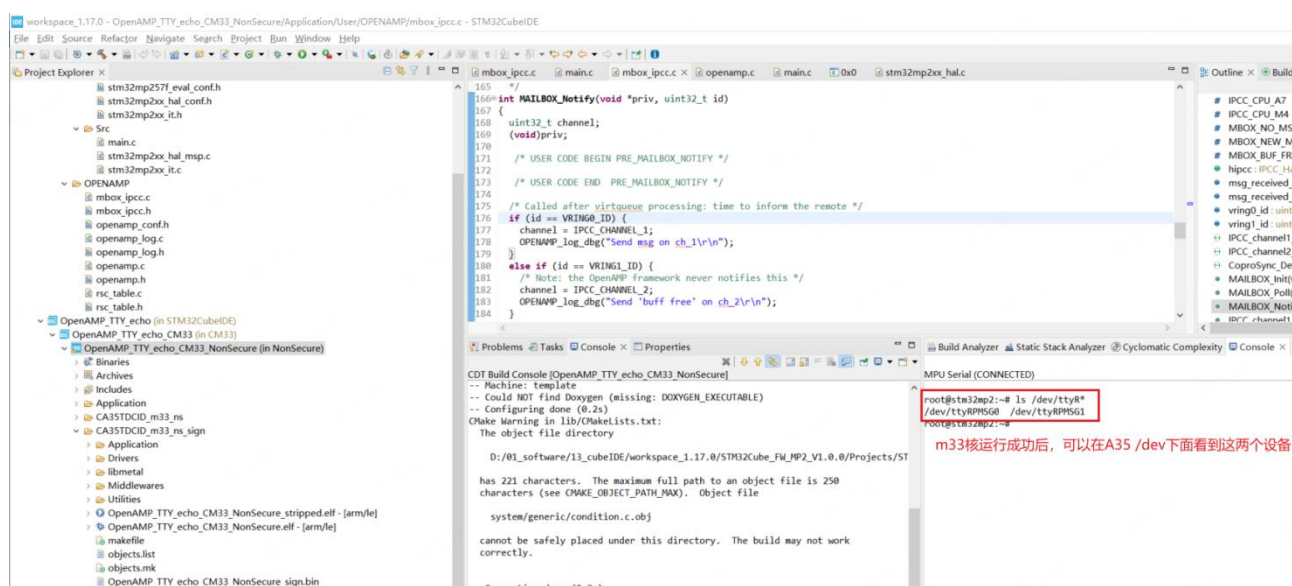 workspace_1.17.0 - OpenAMP_TTY_echo_CM33_NonSecure/Application/User/OPENAMP/mbox_ipcc.c - STM32CubeIDE
File Edit Source Refactor Navigate Search Project Run Window Help
Project Explorer
stm32mp257f_eval_conf.h
stm32mp2xx_hal_conf.h
stm32mp2xx_it.h
Src
main.c
stm32mp2xx_hal_msp.c
stm32mp2xx_it.c
OPENAMP
mbox_ipcc.c
mbox_ipcc.h
openamp_conf.h
openamp_log.c
openamp_log.h
openamp.c
openamp.h
rsc_table.c
rsc_table.h
OpenAMP_TTY_echo (in STM32CubeIDE)
OpenAMP_TTY_echo_CM33 (in CM33)
OpenAMP_TTY_echo_CM33_NonSecure (in NonSecure)
Binaries
Archives
Includes
Application
CA35TDCID_m33_ns
CA35TDCID_m33_ns_sign
Application
Drivers
libmetal
Middlewares
Utilities
OpenAMP_TTY_echo_CM33_NonSecure_stripped.elf - [arm/le]
OpenAMP_TTY_echo_CM33_NonSecure.elf - [arm/le]
makefile
objects.list
objects.mk
OpenAMP_TTY_echo_CM33_NonSecure_sign.bin
mbox_ipcc.c main.c mbox_ipcc.c openamp.c main.c 0x0 stm32mp2xx_hal.c
165 */
166 int MAILBOX_Notify(void *priv, uint32_t id)
167 {
168 uint32_t channel;
169 (void)priv;
170
171 /* USER CODE BEGIN PRE_MAILBOX_NOTIFY */
172
173 /* USER CODE END PRE_MAILBOX_NOTIFY */
174
175 /* Called after virtqueue processing: time to inform the remote */
176 if (id == VRING0_ID) {
177 channel = IPCC_CHANNEL_1;
178 OPENAMP_log_dbg("Send msg on ch_1\r\n");
179 }
180 else if (id == VRING1_ID) {
181 /* Note: the OpenAMP framework never notifies this */
182 channel = IPCC_CHANNEL_2;
183 OPENAMP_log_dbg("Send 'buff free' on ch_2\r\n");
184 }
Outline Build
IPCC_CPU_A7
IPCC_CPU_M4
MBOX_NO_MS
MBOX_NEW_M
MBOX_BUF_FR
hipcc : IPCC_Ha
msg_received_
msg_received_
vring0_id : uint
vring1_id : uint
IPCC_channel1_
IPCC_channel2_
CoproSync_De
MAILBOX_Init(
MAILBOX_Poll(
MAILBOX_Noti
IPCC_channel1
Problems Tasks Console Properties
CDT Build Console [OpenAMP_TTY_echo_CM33_NonSecure]
-- Machine: template
-- Could NOT find Doxygen (missing: DOXYGEN_EXECUTABLE)
-- Configuring done (0.2s)
CMake Warning in lib/CMakeLists.txt:
The object file directory
D:/01_software/13_cubeIDE/workspace_1.17.0/STM32Cube_FW_MP2_V1.0.0/Projects/ST
has 221 characters. The maximum full path to an object file is 250
characters (see CMAKE_OBJECT_PATH_MAX). Object file
system/generic/condition.c.obj
cannot be safely placed under this directory. The build may not work
correctly.
Build Analyzer Static Stack Analyzer Cyclomatic Complexity Console
MPU Serial (CONNECTED)
root@stm32mp2:~# ls /dev/ttyR*
/dev/ttyRPMSG0 /dev/ttyRPMSG1
root@stm32mp2:~#
m33核运行成功后，可以在A35 /dev下面看到这两个设备